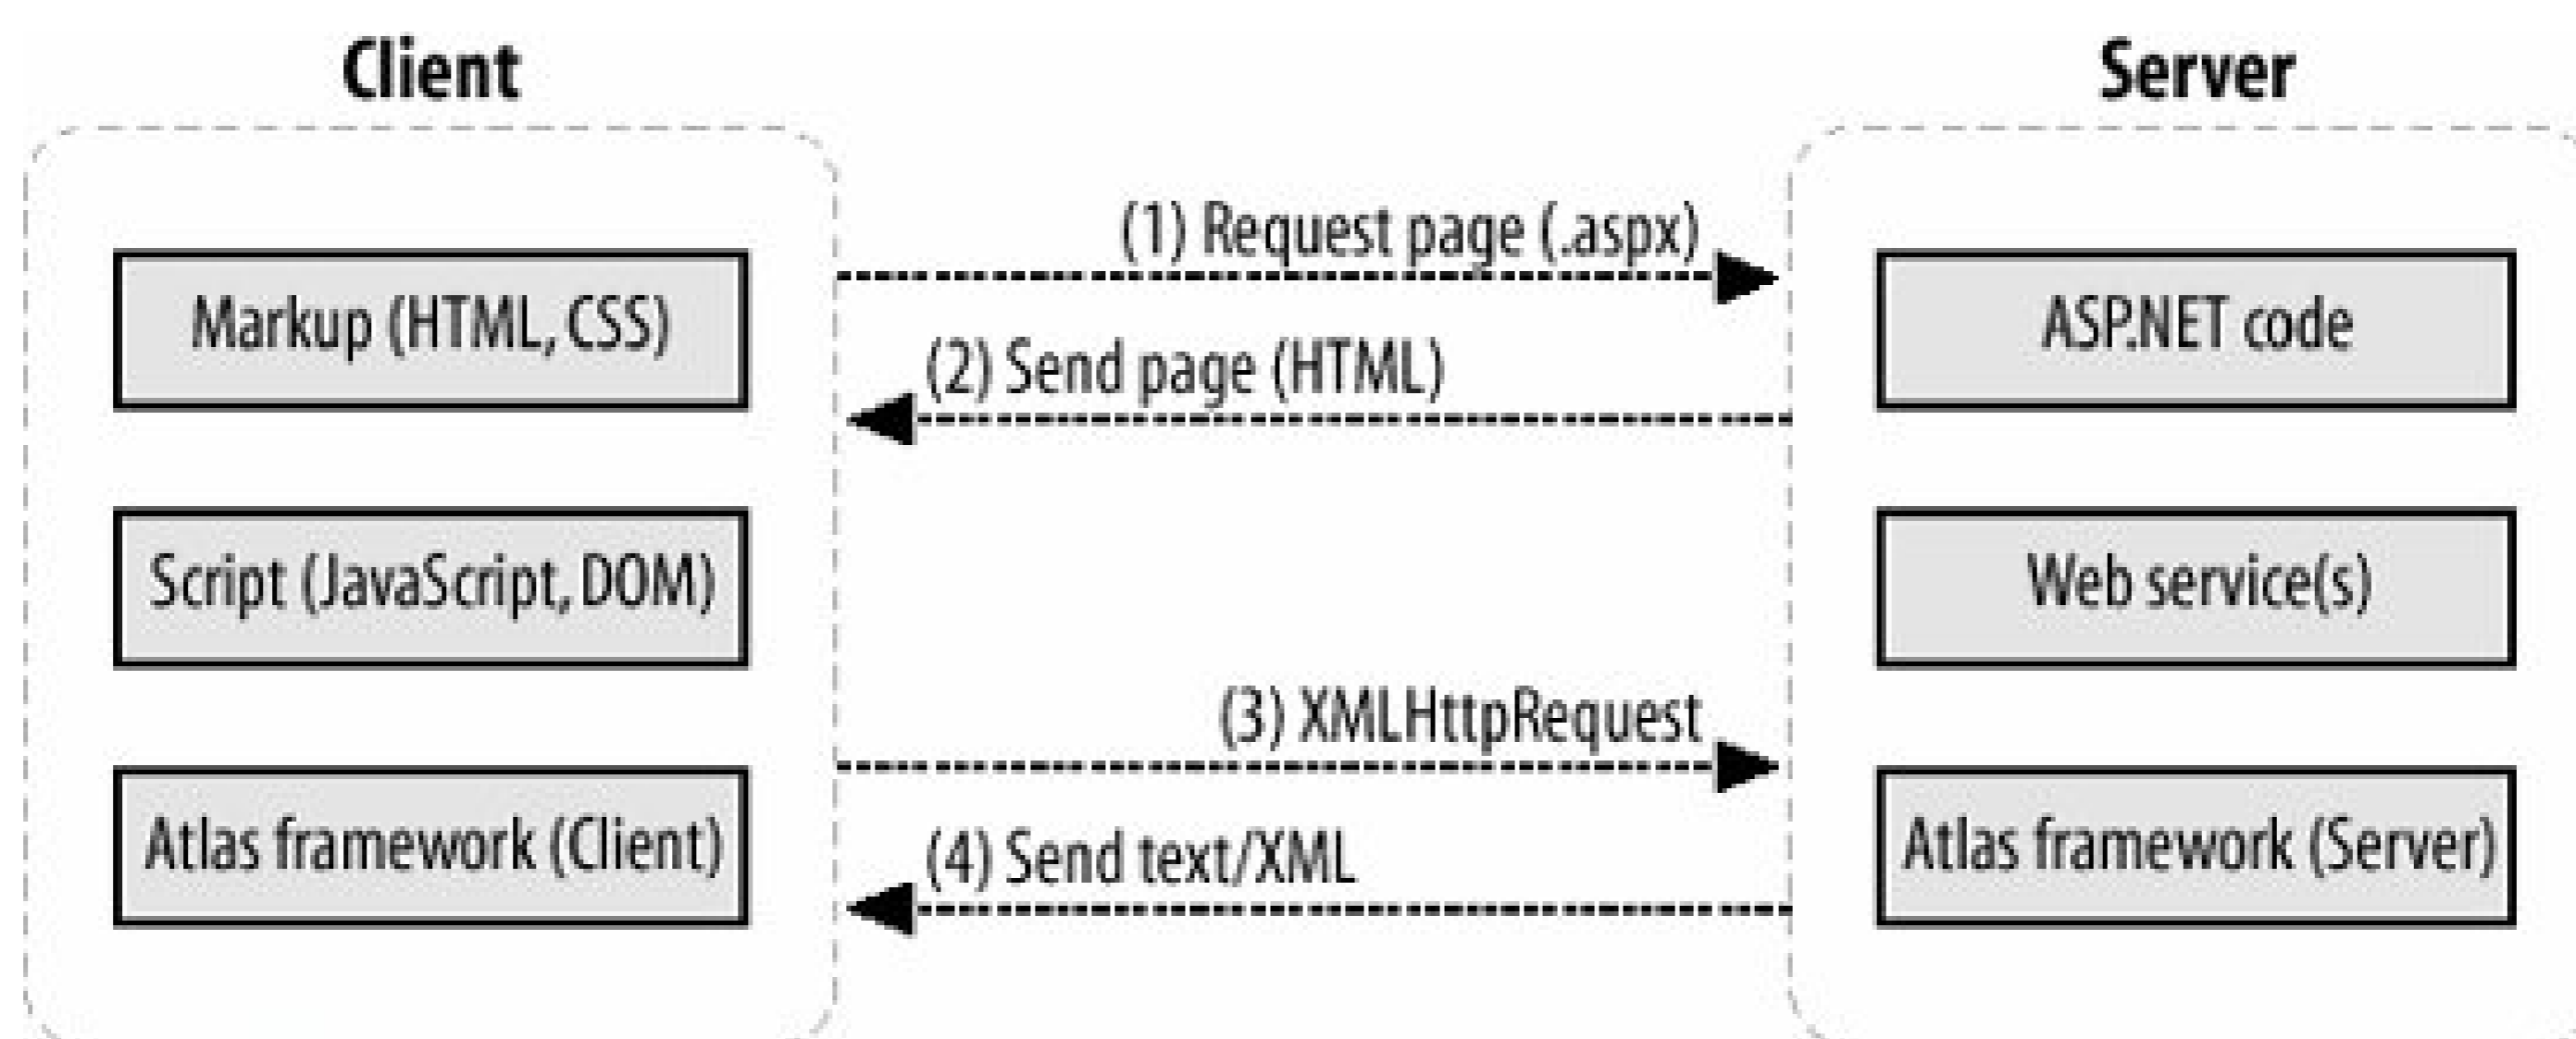 Client
Server
(1) Request page (.aspx)
Markup (HTML, CSS)
ASP.NET code
(2) Send page (HTML)
Script (JavaScript, DOM)
Web service(s)
(3) XMLHttpRequest
Atlas framework (Client)
Atlas framework (Server)
(4) Send text/XML